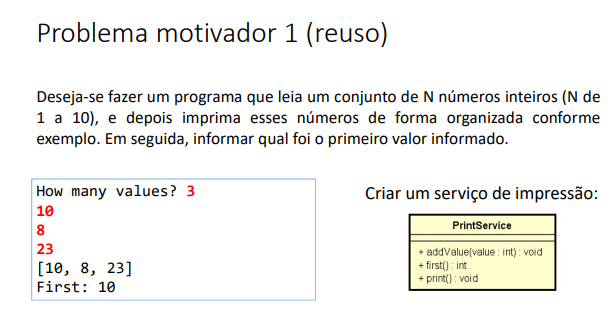 Problema motivador 1 (reuso)
Deseja-se fazer um programa que leia um conjunto de N números inteiros (N de
1 a 10), e depois imprima esses números de forma organizada conforme
exemplo. Em seguida, informar qual foi o primeiro valor informado.
How many values? 3
10
8
23
[10, 8, 23]
First: 10
Criar um serviço de impressão:
PrintService
+ addValue(value : int) : void
+ first() : int
+ print() : void